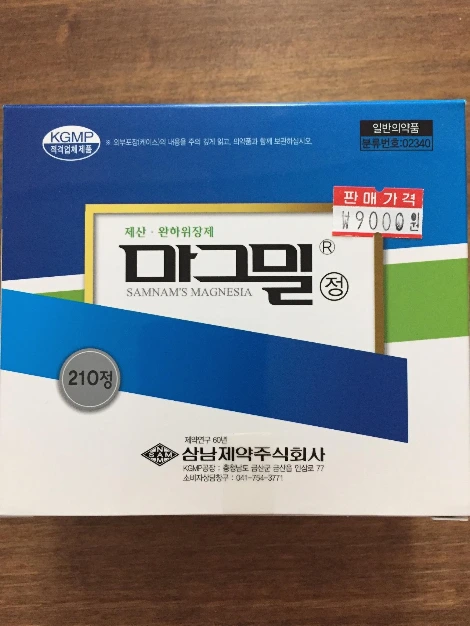 KGMP
적격업체제품
※ 외부포장(케이스)의 내용을 주의 깊게 읽고, 의약품과 함께 보관하십시오.
일반의약품
분류번호:02340
판매가격
₩9000원
제산·완하위장제
마그밀® 정
SAMNAM'S MAGNESIA
210정
제약연구 60년
SNAM
삼남제약주식회사
KGMP공장 : 충청남도 금산군 금산읍 인삼로 77
소비자상담창구 : 041-754-3771